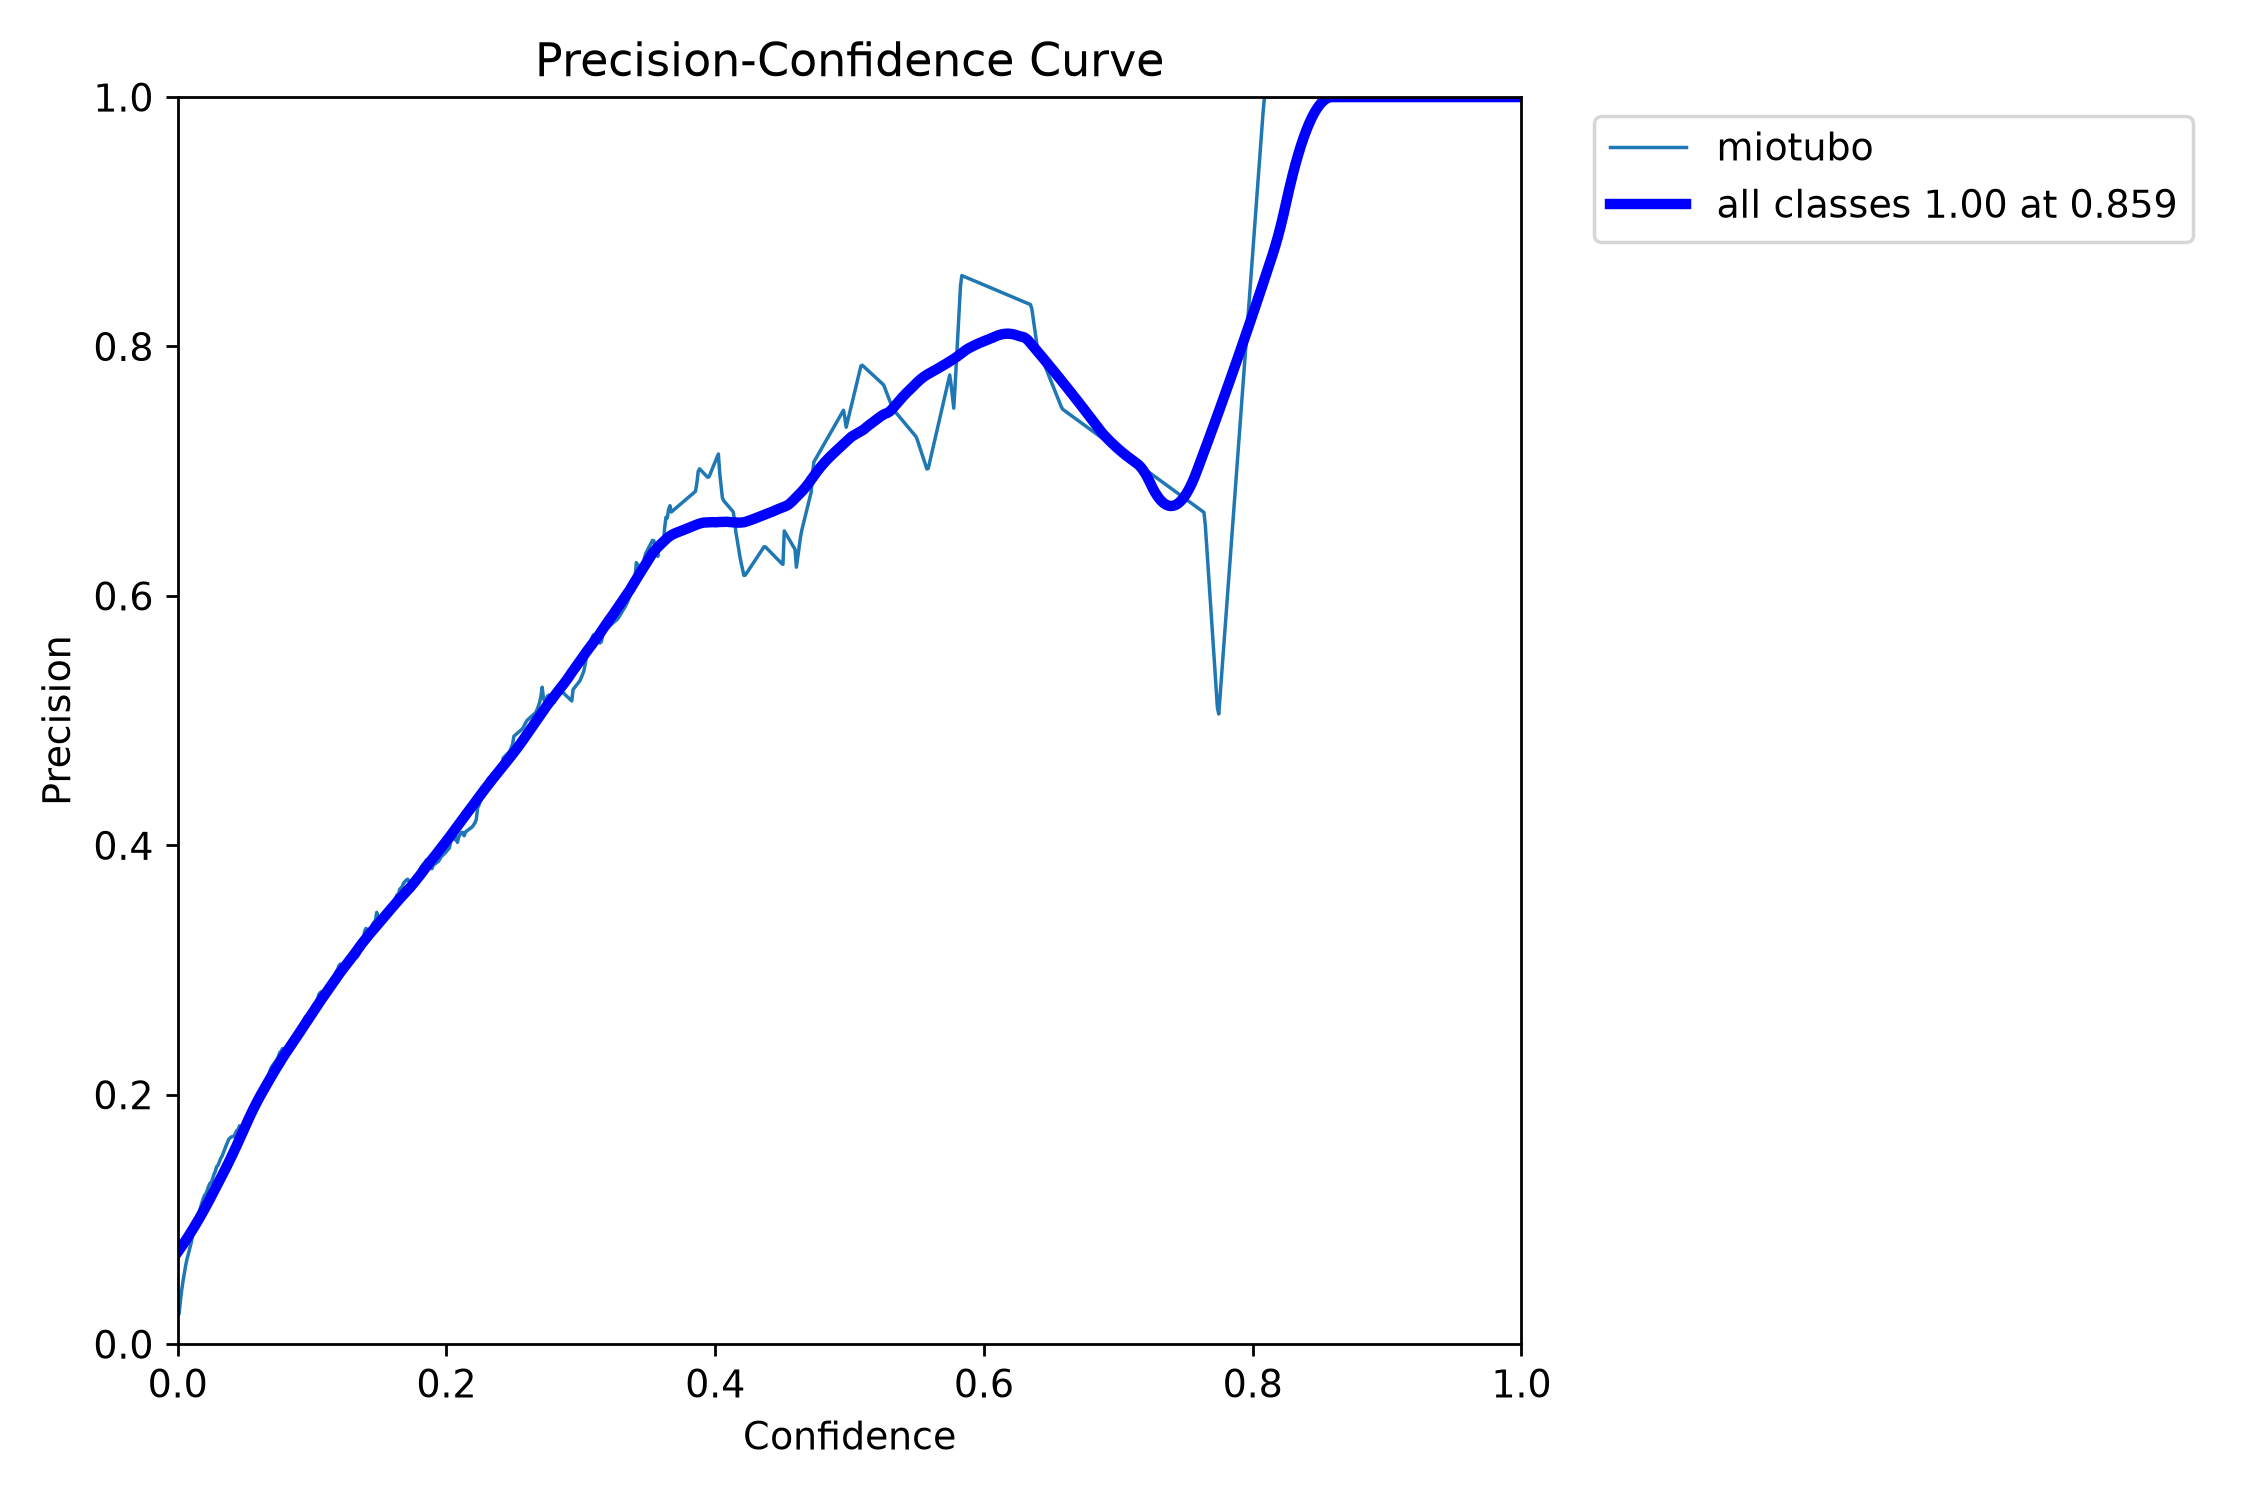 Precision-Confidence Curve
1.0
0.8
0.6
0.4
0.2
0.0
Precision
0.0 0.2 0.4 0.6 0.8 1.0
Confidence
miotubo
all classes 1.00 at 0.859